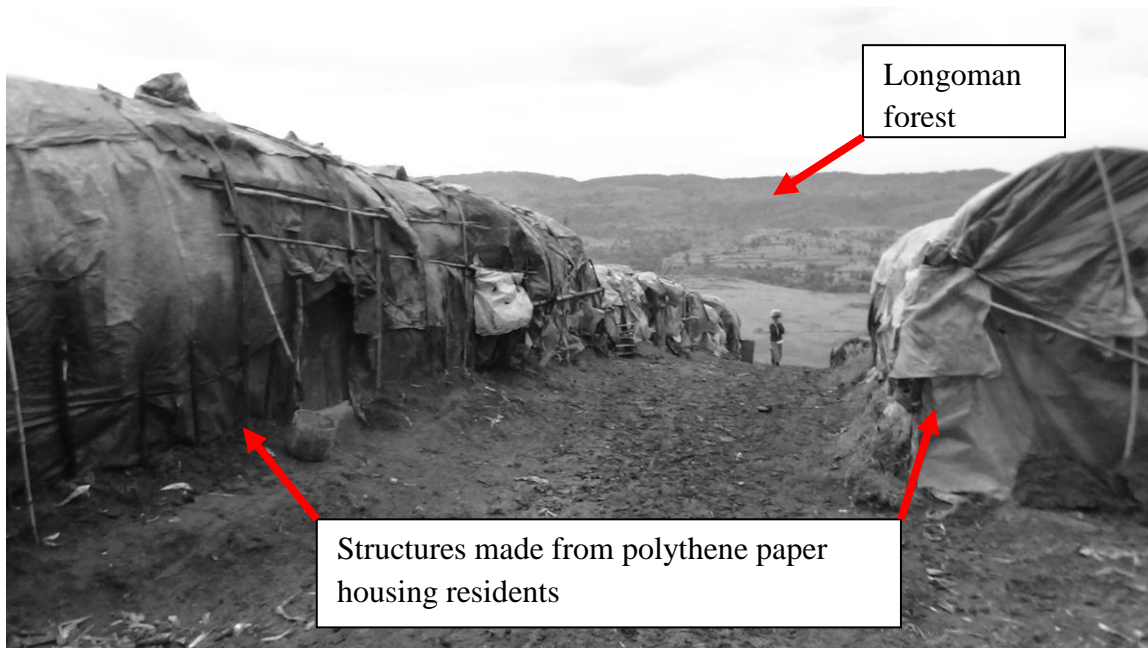 Longoman
forest
Structures made from polythene paper
housing residents